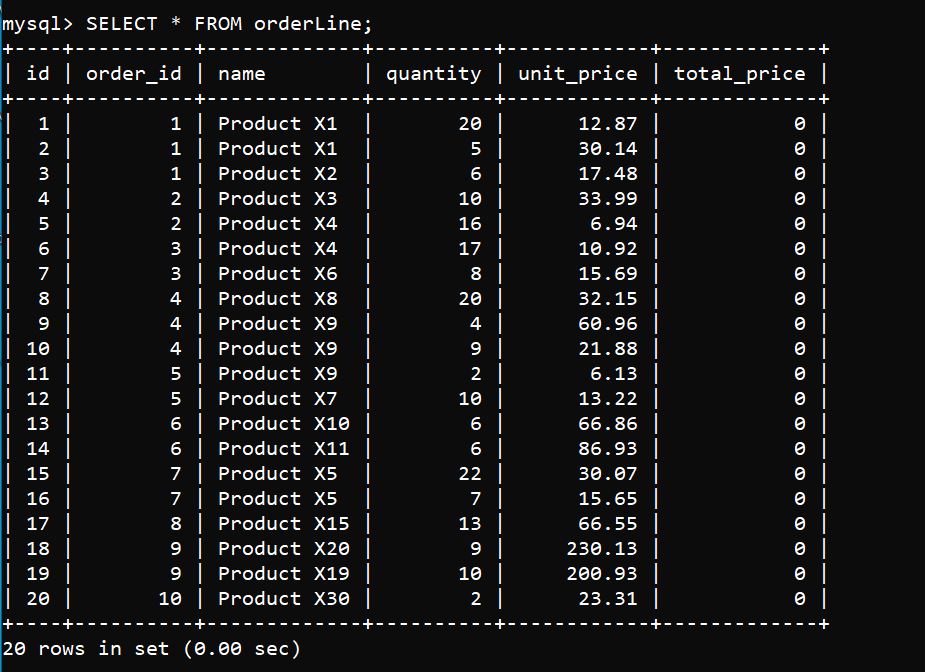 mysql> SELECT * FROM orderLine;
+----+----------+-------------+----------+------------+-------------+
| id | order_id | name        | quantity | unit_price | total_price |
+----+----------+-------------+----------+------------+-------------+
|  1 |        1 | Product X1  |       20 |      12.87 |           0 |
|  2 |        1 | Product X1  |        5 |      30.14 |           0 |
|  3 |        1 | Product X2  |        6 |      17.48 |           0 |
|  4 |        2 | Product X3  |       10 |      33.99 |           0 |
|  5 |        2 | Product X4  |       16 |       6.94 |           0 |
|  6 |        3 | Product X4  |       17 |      10.92 |           0 |
|  7 |        3 | Product X6  |        8 |      15.69 |           0 |
|  8 |        4 | Product X8  |       20 |      32.15 |           0 |
|  9 |        4 | Product X9  |        4 |      60.96 |           0 |
| 10 |        4 | Product X9  |        9 |      21.88 |           0 |
| 11 |        5 | Product X9  |        2 |       6.13 |           0 |
| 12 |        5 | Product X7  |       10 |      13.22 |           0 |
| 13 |        6 | Product X10 |        6 |      66.86 |           0 |
| 14 |        6 | Product X11 |        6 |      86.93 |           0 |
| 15 |        7 | Product X5  |       22 |      30.07 |           0 |
| 16 |        7 | Product X5  |        7 |      15.65 |           0 |
| 17 |        8 | Product X15 |       13 |      66.55 |           0 |
| 18 |        9 | Product X20 |        9 |     230.13 |           0 |
| 19 |        9 | Product X19 |       10 |     200.93 |           0 |
| 20 |       10 | Product X30 |        2 |      23.31 |           0 |
+----+----------+-------------+----------+------------+-------------+
20 rows in set (0.00 sec)